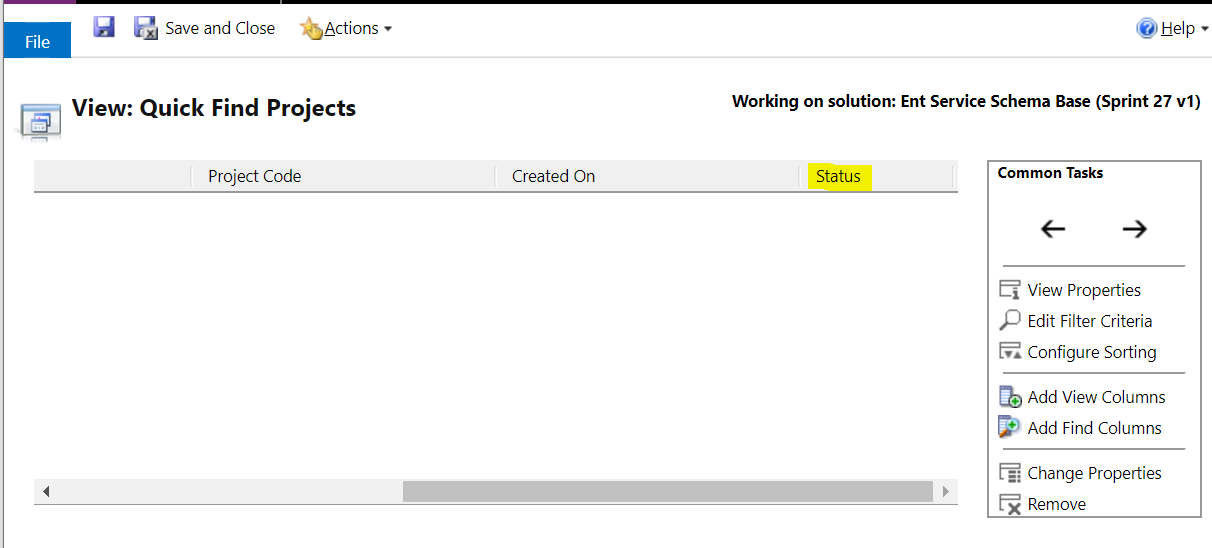 File
Save and Close
Actions
Help
View: Quick Find Projects
Working on solution: Ent Service Schema Base (Sprint 27 v1)
Project Code Created On Status
Common Tasks
View Properties
Edit Filter Criteria
Configure Sorting
Add View Columns
Add Find Columns
Change Properties
Remove